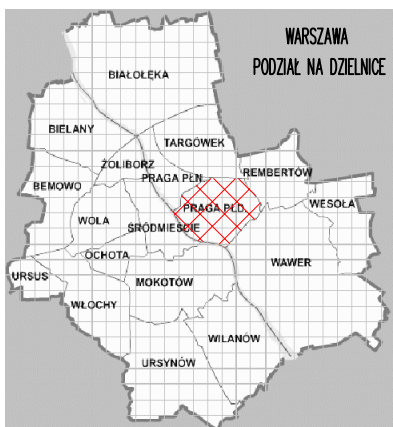 WARSZAWA
PODZIAŁ NA DZIELNICE
BIAŁOŁĘKA
BIELANY
TARGÓWEK
ŻOLIBORZ
PRAGA PŁN.
REMBERTÓW
BEMOWO
WESOŁA
PRAGA PŁD.
WOLA
ŚRÓDMIEŚCIE
OCHOTA
WAWER
URSUS
MOKOTÓW
WŁOCHY
WILANÓW
URSYNÓW